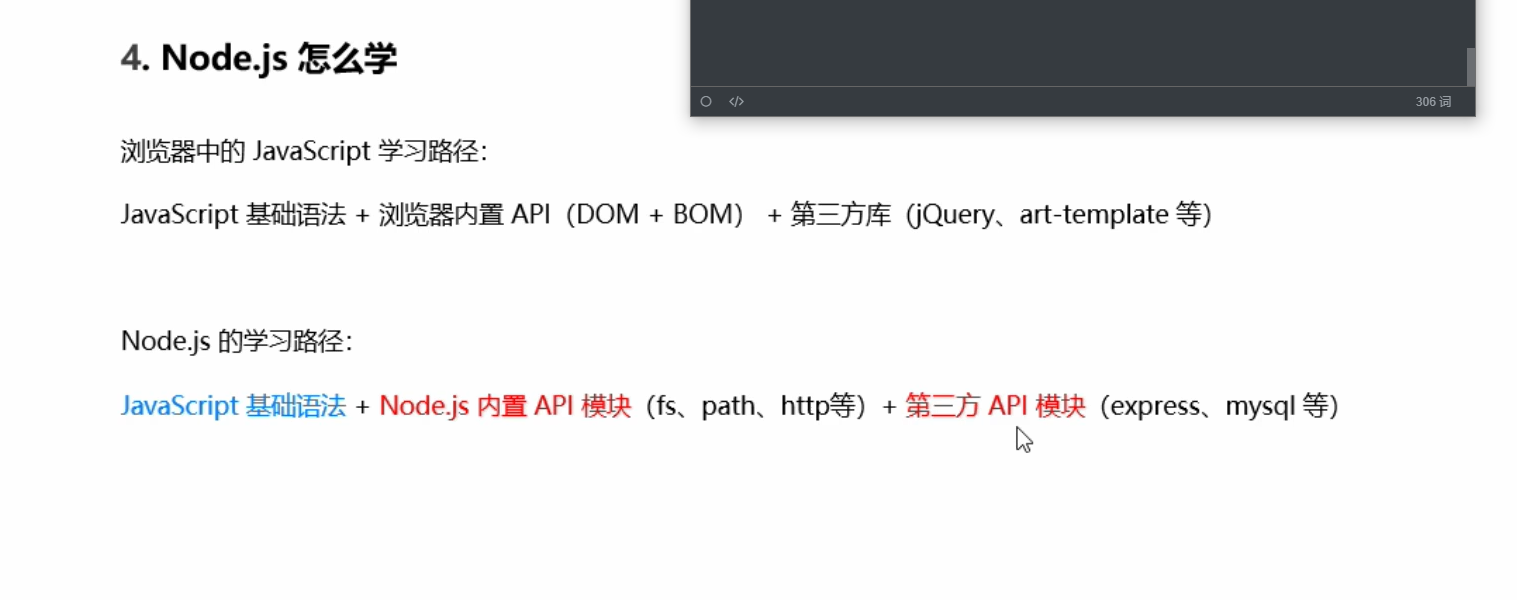 4. Node.js 怎么学
</>
306 词
浏览器中的 JavaScript 学习路径：
JavaScript 基础语法 + 浏览器内置 API（DOM + BOM） + 第三方库（jQuery、art-template 等）
Node.js 的学习路径：
JavaScript 基础语法 + Node.js 内置 API 模块（fs、path、http等）+ 第三方 API 模块（express、mysql 等）